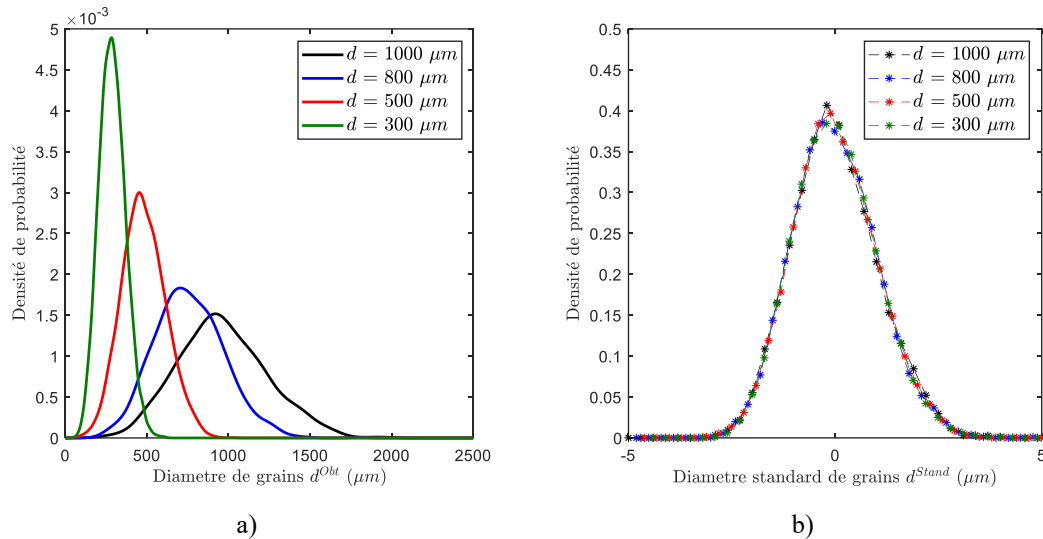 ×10⁻³
5
4.5
4
3.5
3
2.5
2
1.5
1
0.5
0
0 500 1000 1500 2000 2500
Densité de probabilité
Diametre de grains d^Obt (μm)
d = 1000 μm
d = 800 μm
d = 500 μm
d = 300 μm
a)
0.5
0.45
0.4
0.35
0.3
0.25
0.2
0.15
0.1
0.05
0
-5 0 5
Densité de probabilité
Diametre standard de grains d^Stand (μm)
d = 1000 μm
d = 800 μm
d = 500 μm
d = 300 μm
b)